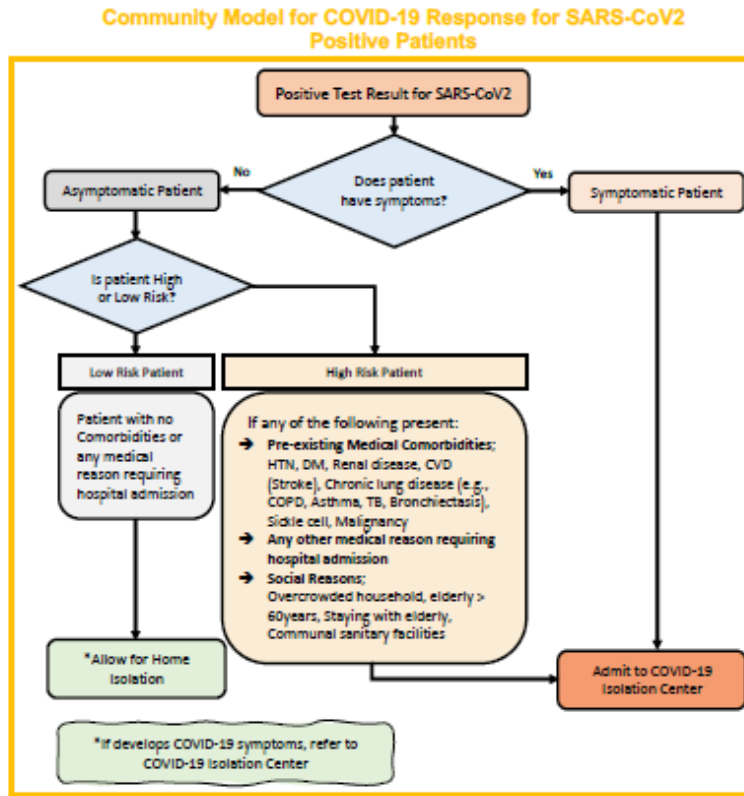 Community Model for COVID-19 Response for SARS-CoV2
Positive Patients
Positive Test Result for SARS-CoV2
Does patient
have symptoms?
No
Yes
Asymptomatic Patient
Symptomatic Patient
Is patient High
or Low Risk?
Low Risk Patient
Patient with no
Comorbidities or
any medical
reason requiring
hospital admission
High Risk Patient
If any of the following present:
➔ Pre-existing Medical Comorbidities;
HTN, DM, Renal disease, CVD
(Stroke), Chronic lung disease (e.g.,
COPD, Asthma, TB, Bronchiectasis),
Sickle cell, Malignancy
➔ Any other medical reason requiring
hospital admission
➔ Social Reasons;
Overcrowded household, elderly >
60years, Staying with elderly,
Communal sanitary facilities
*Allow for Home
Isolation
Admit to COVID-19
Isolation Center
*If develops COVID-19 symptoms, refer to
COVID-19 Isolation Center